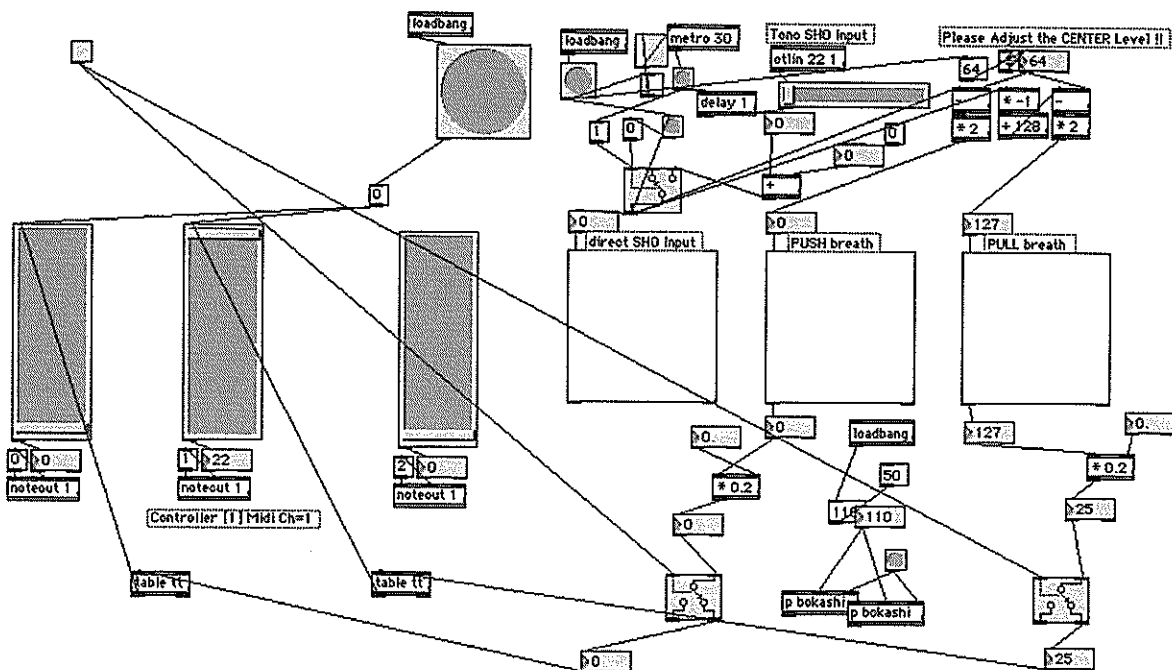 loadbang
loadbang
metro 30
Tono SHO Input
Please Adjust the CENTER Level !!
otlin 22 1
64
64
delay 1
-
* -1
-
1
0
0
0
* 2
+ 128
* 2
0
+
0
0
0
127
direct SHO Input
PUSH breath
PULL breath
0
127
0
0
0
0
1
22
2
0
loadbang
noteout 1
noteout 1
noteout 1
* 0.2
50
* 0.2
Controller [1] Midi Ch=1
0
110
25
table tt
table tt
p bokashi
p bokashi
0
25